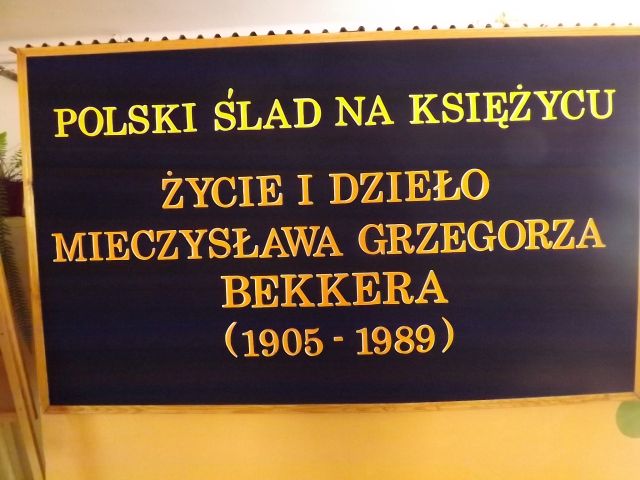 POLSKI ŚLAD NA KSIĘŻYCU
ŻYCIE I DZIEŁO
MIECZYSŁAWA GRZEGORZA
BEKKERA
(1905 - 1989)